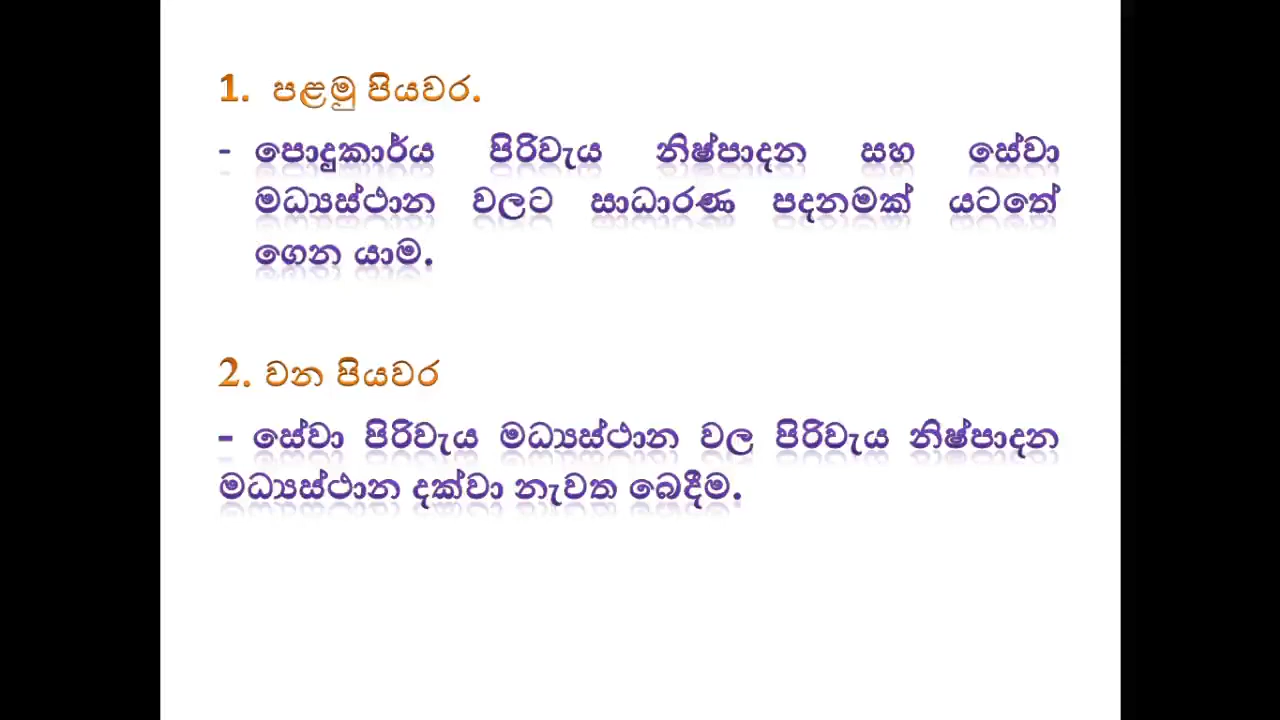 1. පළමු පියවර.
- පොදුකාර්ය පිරිවැය නිෂ්පාදන සහ සේවා
මධ්‍යස්ථාන වලට සාධාරණ පදනමක් යටතේ
ගෙන යාම.
2. වන පියවර
- සේවා පිරිවැය මධ්‍යස්ථාන වල පිරිවැය නිෂ්පාදන
මධ්‍යස්ථාන දක්වා නැවත බෙදීම.